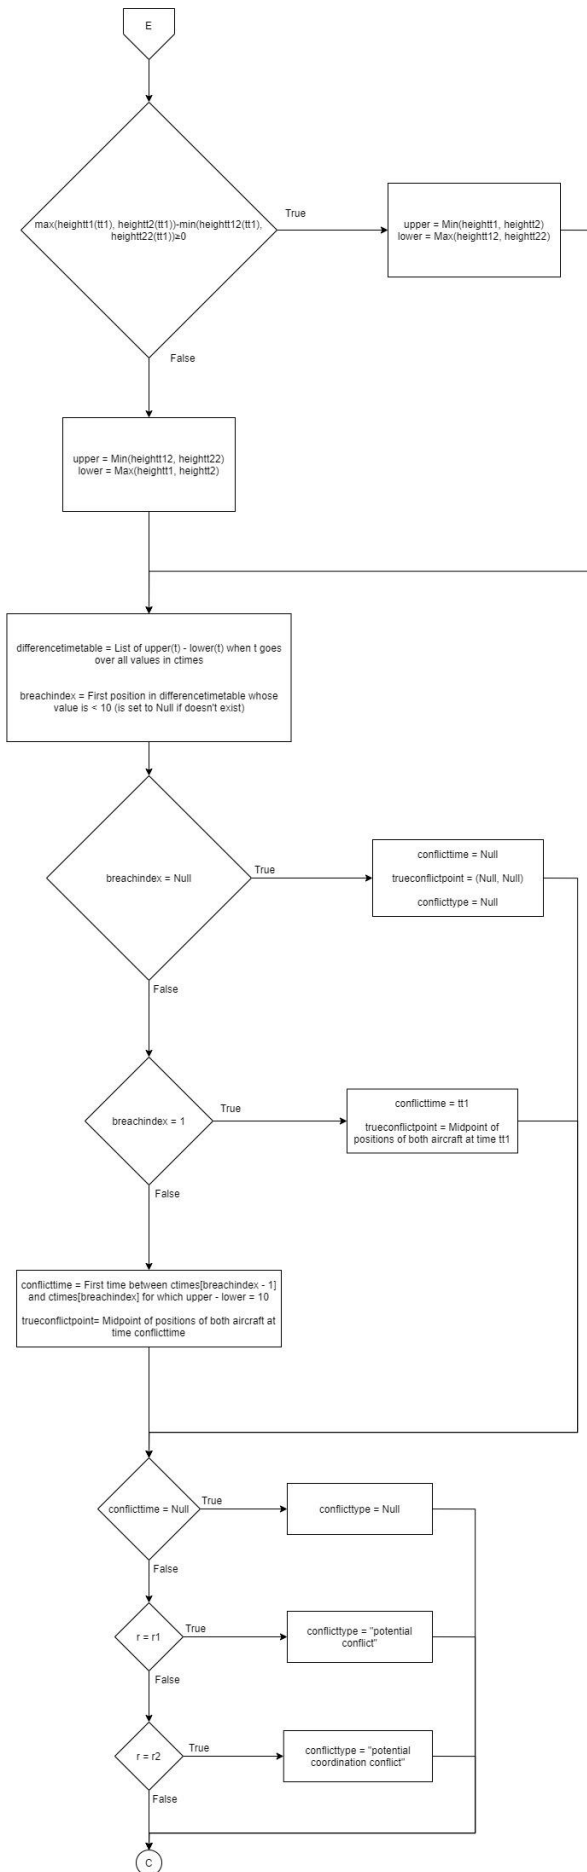 E
max(heightt1(tt1), heightt2(tt1))-min(heightt12(tt1),
heightt22(tt1))≥0
True
upper = Min(heightt1, heightt2)
lower = Max(heightt12, heightt22)
False
upper = Min(heightt12, heightt22)
lower = Max(heightt1, heightt2)
differencetimetable = List of upper(t) - lower(t) when t goes
over all values in ctimes
breachindex = First position in differencetimetable whose
value is < 10 (is set to Null if doesn't exist)
breachindex = Null
True
conflicttime = Null
trueconflictpoint = (Null, Null)
conflicttype = Null
False
breachindex = 1
True
conflicttime = tt1
trueconflictpoint = Midpoint of
positions of both aircraft at time tt1
False
conflicttime = First time between ctimes[breachindex - 1]
and ctimes[breachindex] for which upper - lower = 10
trueconflictpoint= Midpoint of positions of both aircraft at
time conflicttime
conflicttime = Null
True
conflicttype = Null
False
r = r1
True
conflicttype = "potential
conflict"
False
r = r2
True
conflicttype = "potential
coordination conflict"
False
C